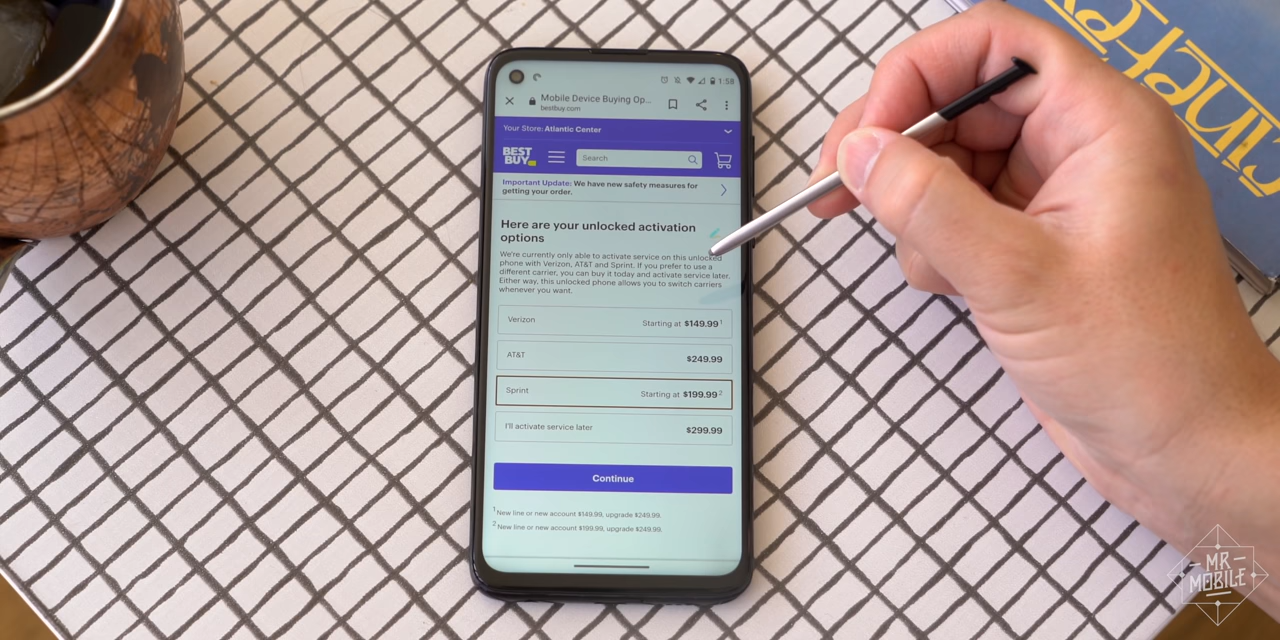 1:58
Mobile Device Buying Op...
bestbuy.com
Your Store: Atlantic Center
BEST
BUY
Search
Important Update: We have new safety measures for
getting your order.
Here are your unlocked activation
options
We're currently only able to activate service on this unlocked
phone with Verizon, AT&T and Sprint. If you prefer to use a
different carrier, you can buy it today and activate service later.
Either way, this unlocked phone allows you to switch carriers
whenever you want.
Verizon Starting at $149.99¹
AT&T $249.99
Sprint Starting at $199.99²
I'll activate service later $299.99
Continue
¹ New line or new account $149.99, upgrade $249.99.
² New line or new account $199.99, upgrade $249.99.
MR
MOBILE